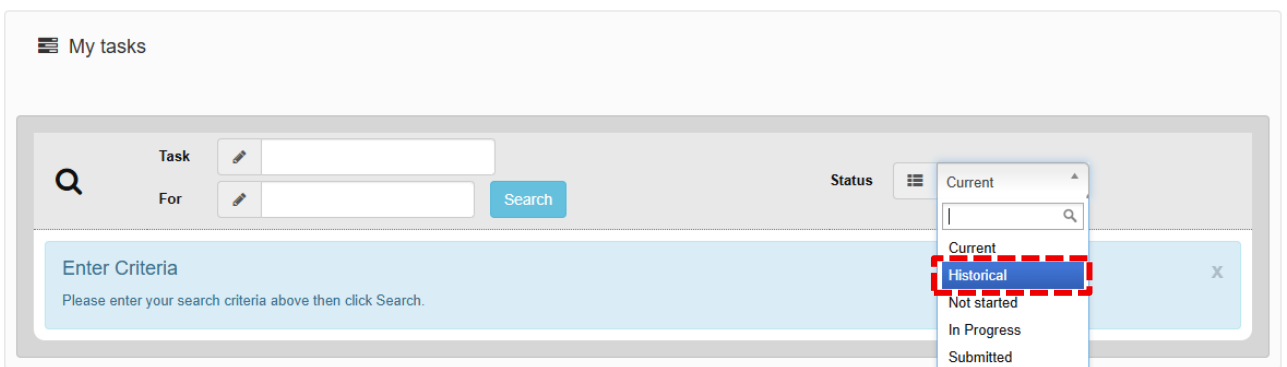 My tasks
Task
For
Search
Status
Current
Current
Historical
Not started
In Progress
Submitted
Enter Criteria
Please enter your search criteria above then click Search.
x